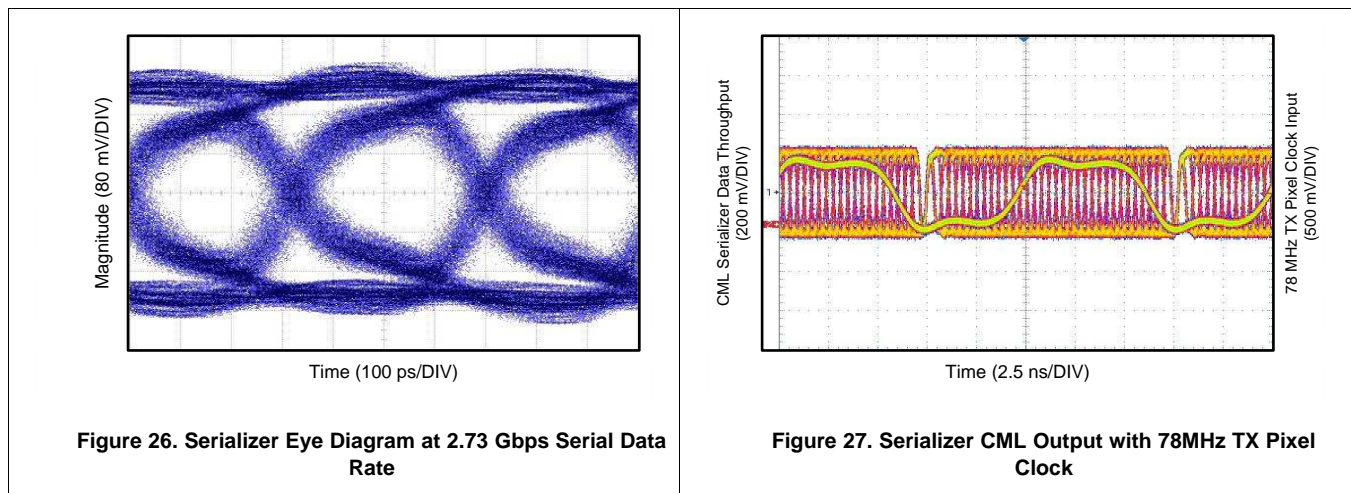 Magnitude (80 mV/DIV)
Time (100 ps/DIV)
Figure 26. Serializer Eye Diagram at 2.73 Gbps Serial Data
Rate
CML Serializer Data Throughput
(200 mV/DIV)
1
78 MHz TX Pixel Clock Input
(500 mV/DIV)
Time (2.5 ns/DIV)
Figure 27. Serializer CML Output with 78MHz TX Pixel
Clock